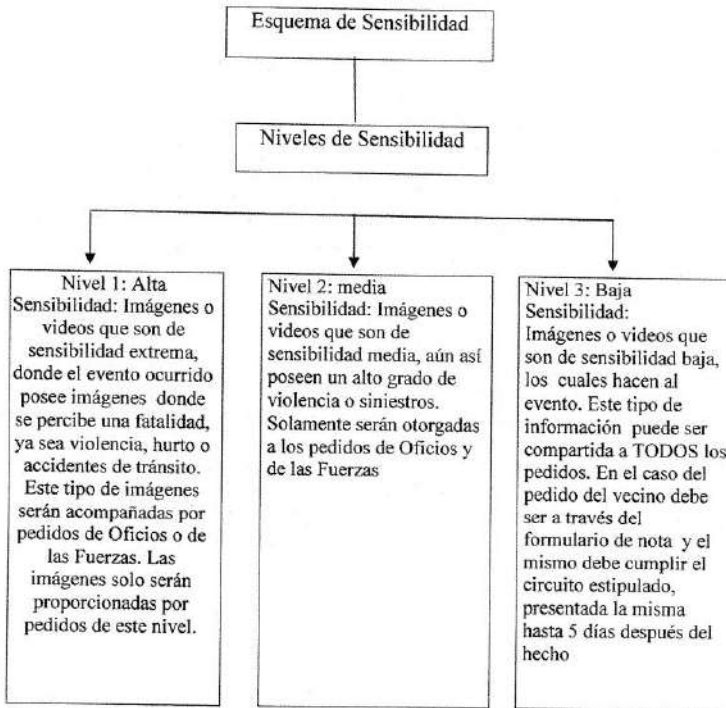 Esquema de Sensibilidad
Niveles de Sensibilidad
Nivel 1: Alta
Sensibilidad: Imágenes o
videos que son de
sensibilidad extrema,
donde el evento ocurrido
posee imágenes donde
se percibe una fatalidad,
ya sea violencia, hurto o
accidentes de tránsito.
Este tipo de imágenes
serán acompañadas por
pedidos de Oficios o de
las Fuerzas. Las
imágenes solo serán
proporcionadas por
pedidos de este nivel.
Nivel 2: media
Sensibilidad: Imágenes o
videos que son de
sensibilidad media, aún así
poseen un alto grado de
violencia o siniestros.
Solamente serán otorgadas
a los pedidos de Oficios y
de las Fuerzas
Nivel 3: Baja
Sensibilidad:
Imágenes o videos que
son de sensibilidad baja,
los cuales hacen al
evento. Este tipo de
información puede ser
compartida a TODOS los
pedidos. En el caso del
pedido del vecino debe
ser a través del
formulario de nota y el
mismo debe cumplir el
circuito estipulado,
presentada la misma
hasta 5 días después del
hecho